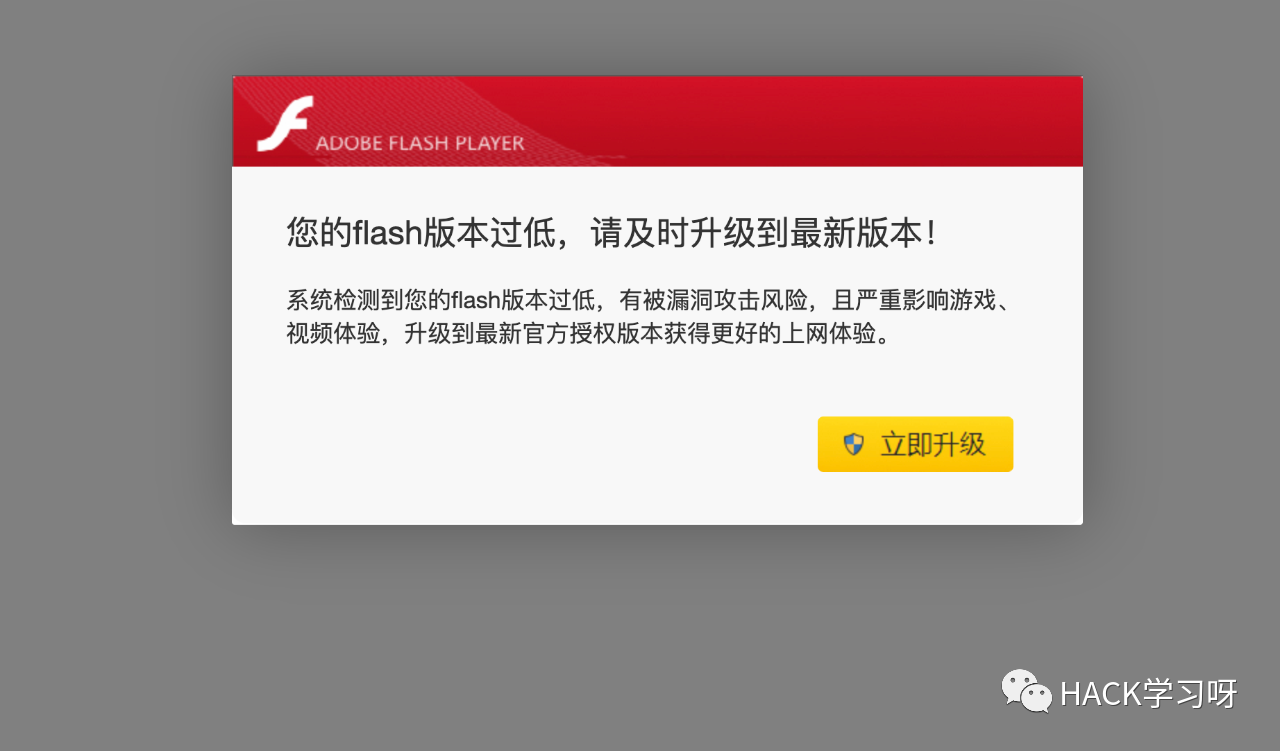 ADOBE FLASH PLAYER
您的flash版本过低，请及时升级到最新版本！
系统检测到您的flash版本过低，有被漏洞攻击风险，且严重影响游戏、
视频体验，升级到最新官方授权版本获得更好的上网体验。
立即升级
HACK学习呀